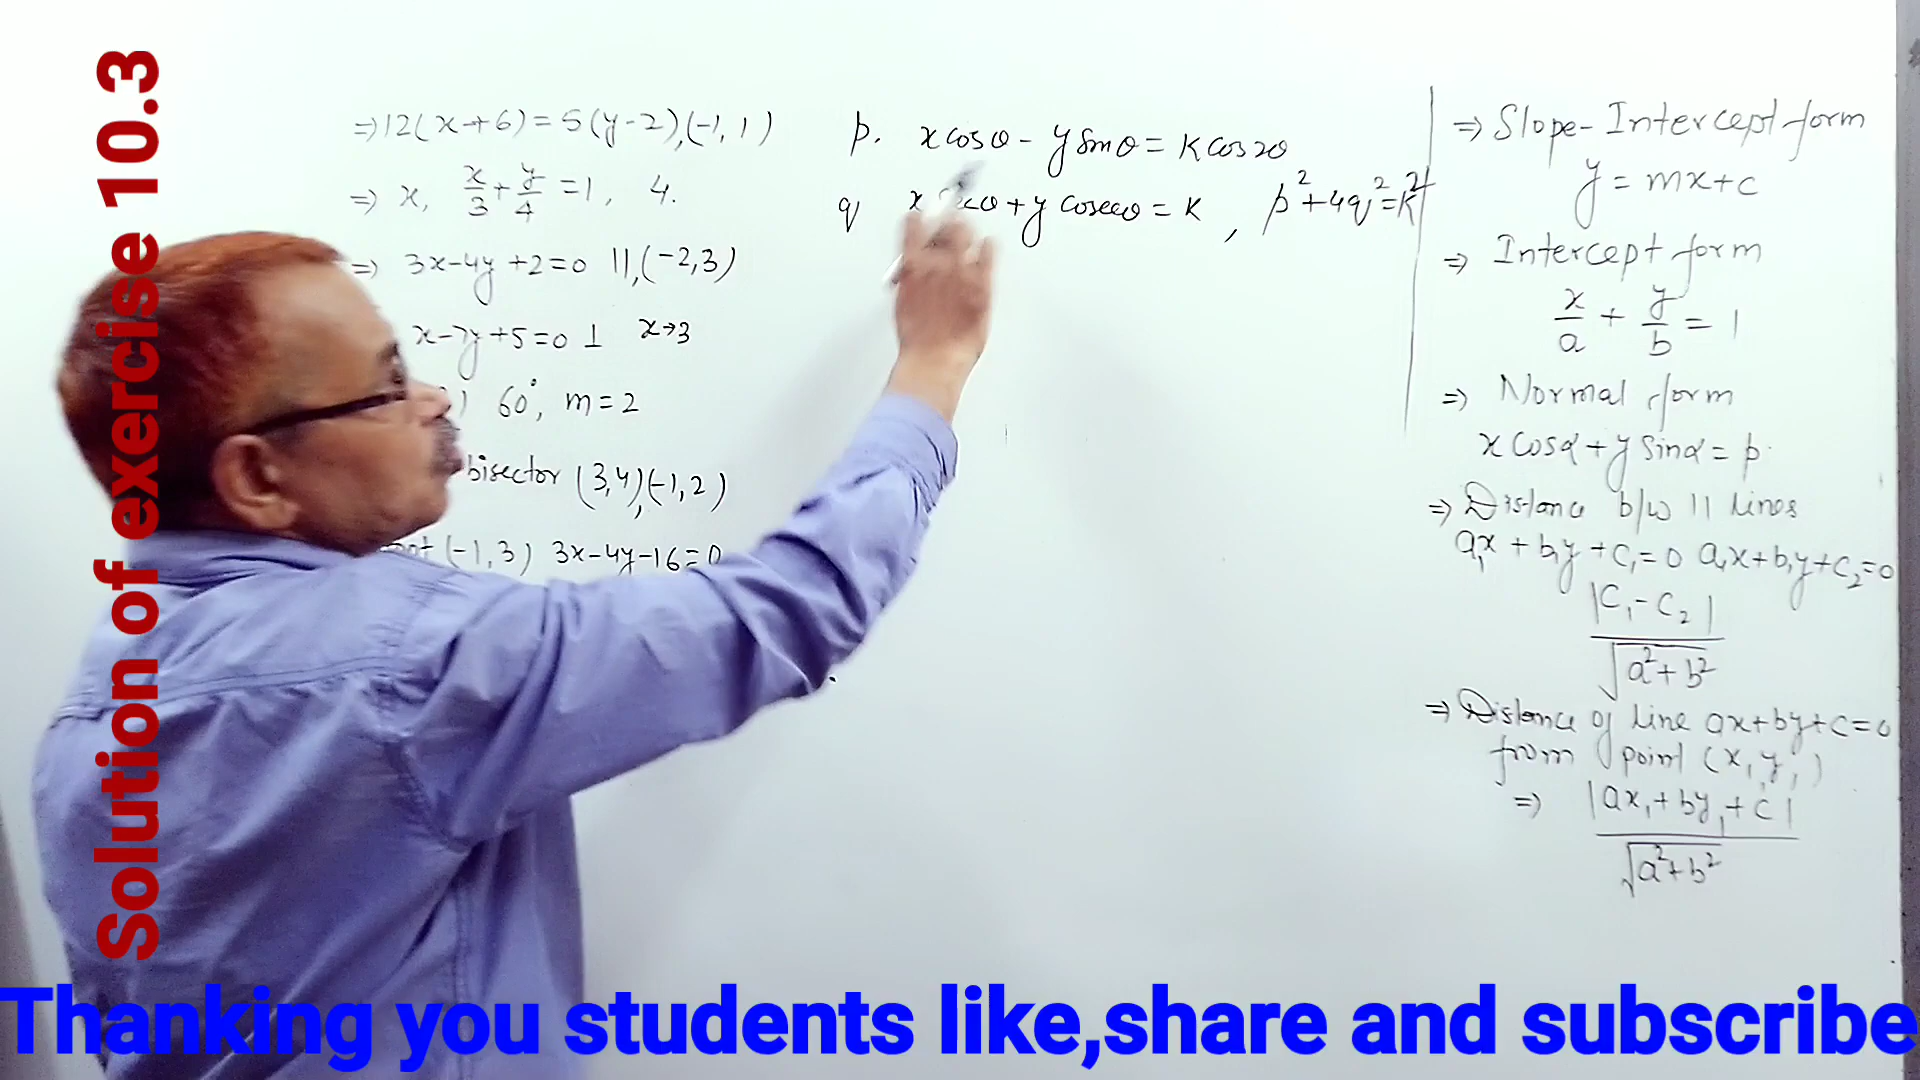 Solution of exercise 10.3
⇒12(x+6)=5(y-2),(-1,1)
⇒ x, x/3 + y/4 = 1, 4.
⇒ 3x-4y+2=0 ||,(-2,3)
x-7y+5=0 ⊥ x→3
) 60°, m=2
bisector (3,4)(-1,2)
(-1,3) 3x-4y-16=0
p. x cosθ - y sinθ = K cos2θ
q x θ + y cosecθ = K, p²+4q²=K²
⇒ Slope-Intercept form
y = mx+c
⇒ Intercept form
x/a + y/b = 1
⇒ Normal form
x cosα + y sinα = p.
⇒ Distance b/w || lines
a₁x + b₁y + c₁=0 a₁x+b₁y+c₂=0
|C₁-C₂|
√a²+b²
⇒ Distance of line ax+by+c=0
from point (x₁y₁)
⇒ |ax₁+by₁+c|
√a²+b²
Thanking you students like,share and subscribe